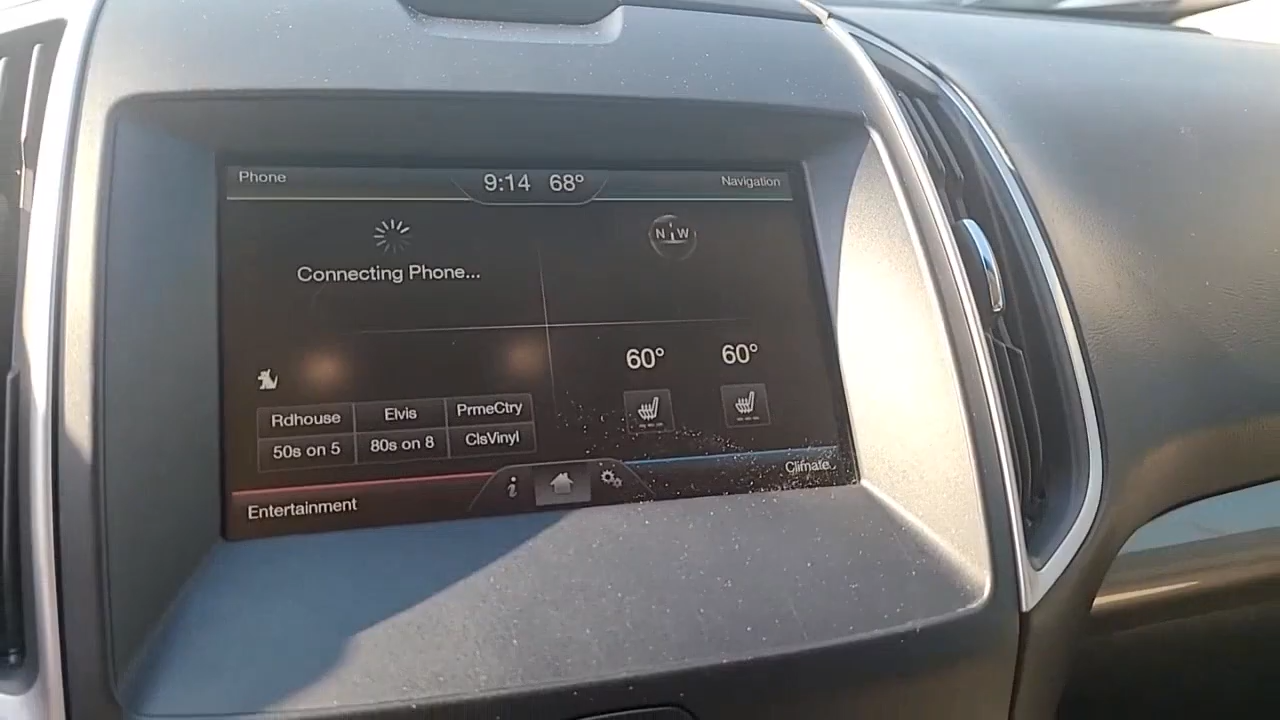 Phone
9:14 68°
Navigation
N W
Connecting Phone...
60° 60°
Rdhouse Elvis PrmeCtry
50s on 5 80s on 8 ClsVinyl
i
Climate
Entertainment